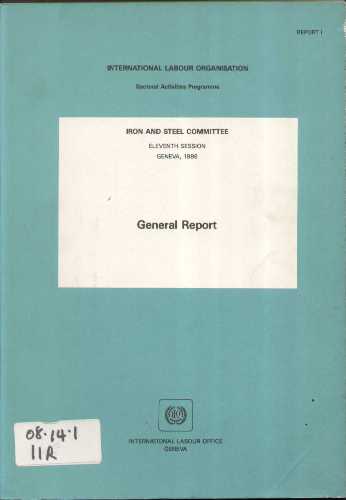 REPORT I
INTERNATIONAL LABOUR ORGANISATION
Sectoral Activities Programme
IRON AND STEEL COMMITTEE
ELEVENTH SESSION
GENEVA, 1986
General Report
INTERNATIONAL LABOUR OFFICE
GENEVA
08.14.1
11R